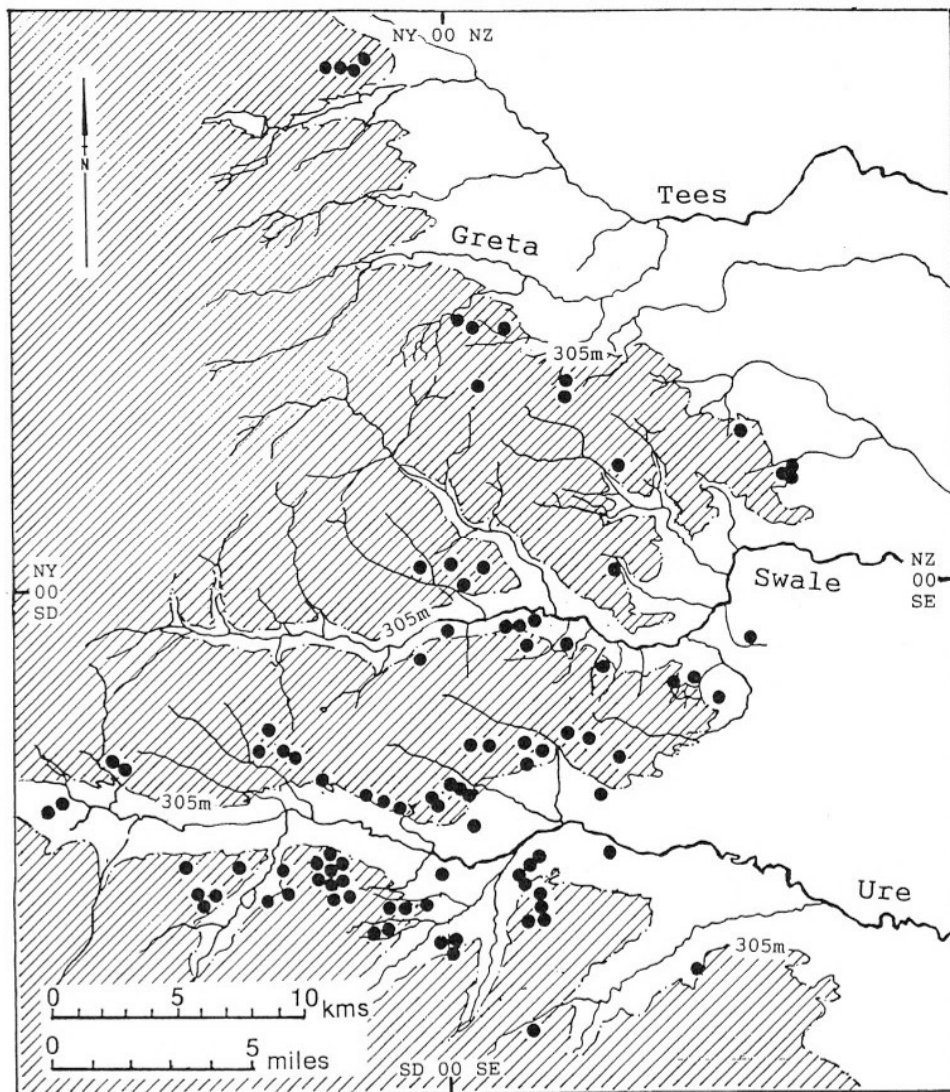 NY 00 NZ
N
Tees
Greta
305m
NY
00
SD
NZ
00
SE
Swale
305m
305m
Ure
305m
0 5 10 kms
0 5
miles
SD 00 SE